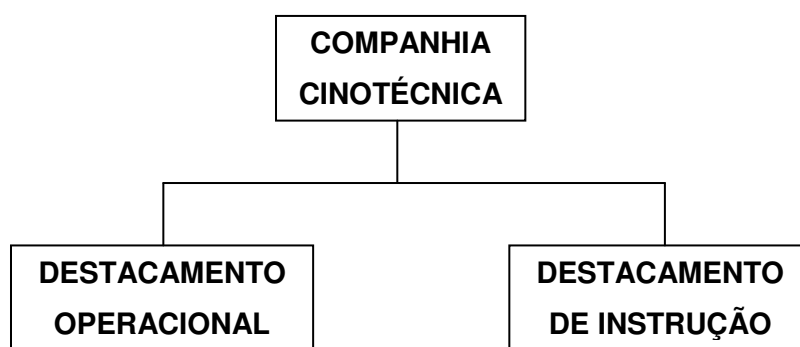 COMPANHIA
CINOTÉCNICA
DESTACAMENTO
OPERACIONAL
DESTACAMENTO
DE INSTRUÇÃO